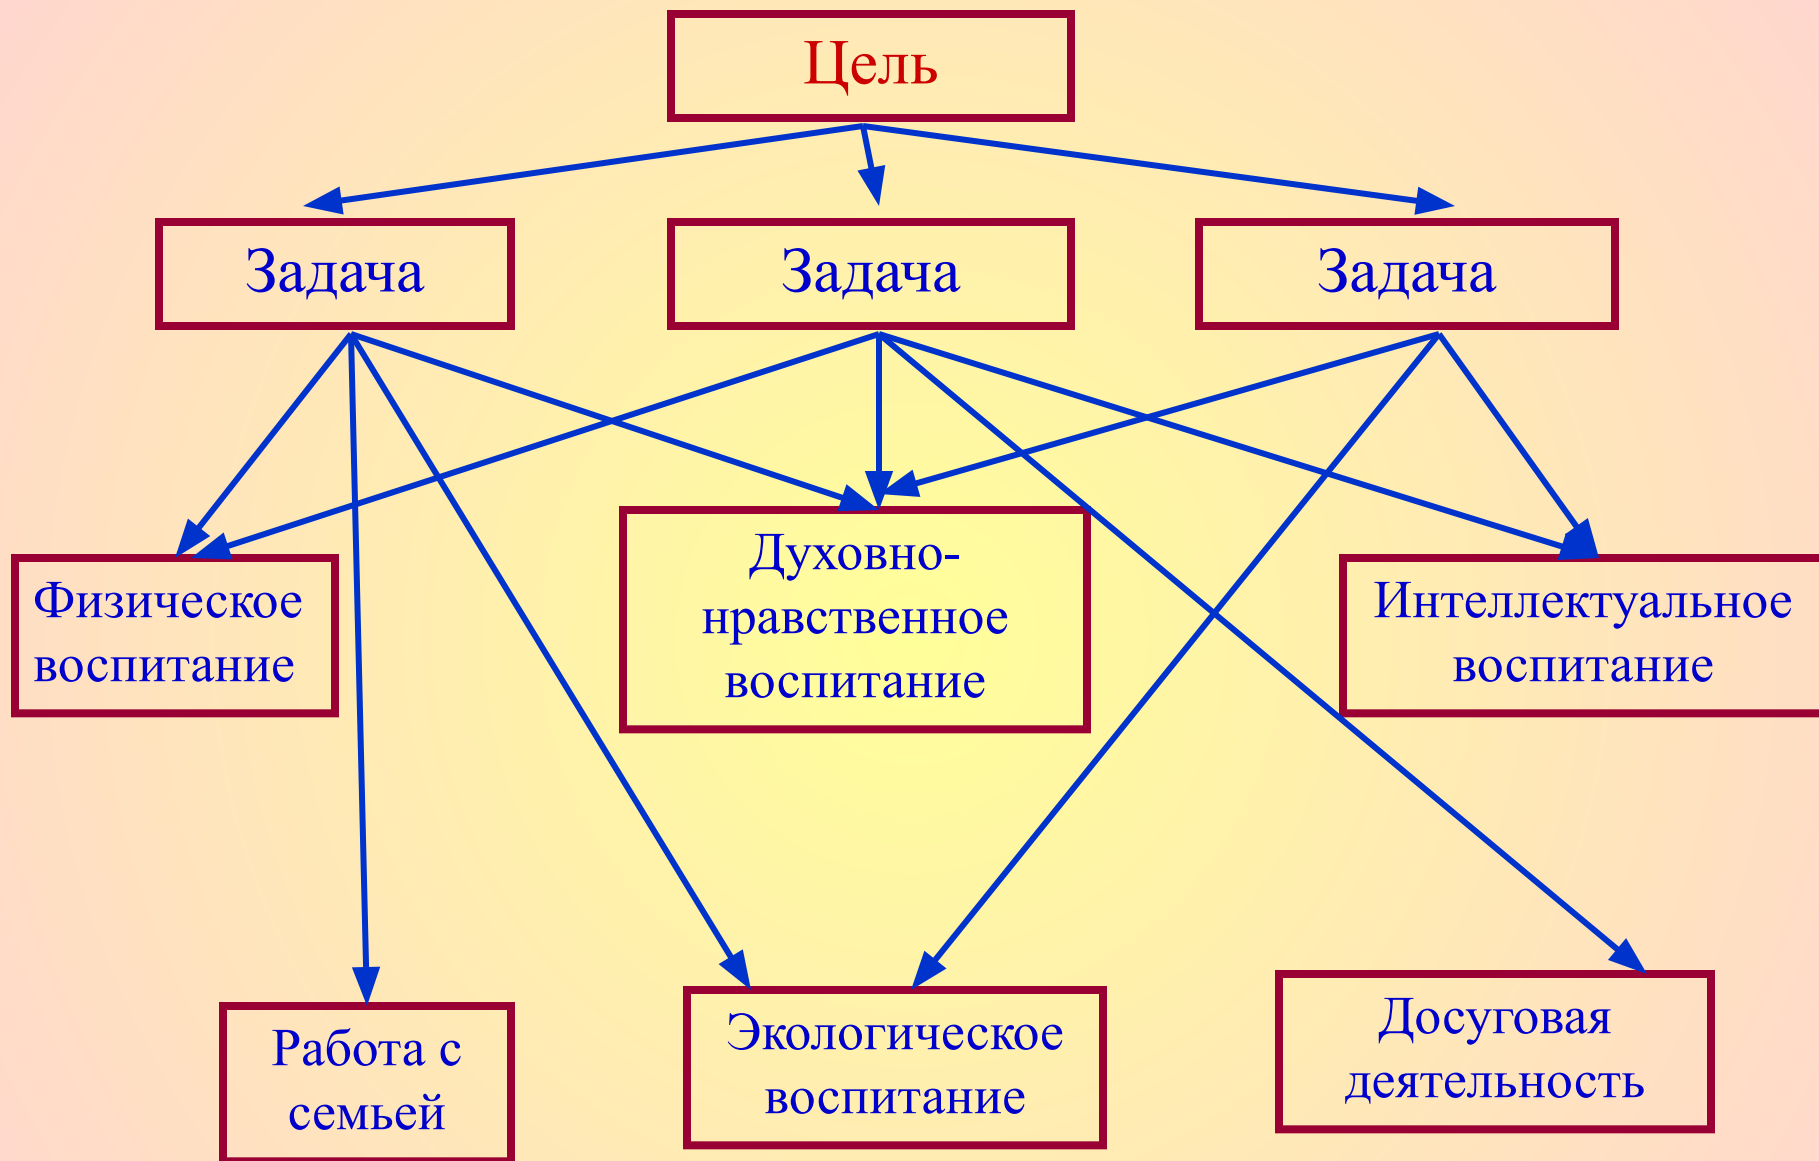 Цель
Задача
Задача
Задача
Физическое
воспитание
Духовно-
нравственное
воспитание
Интеллектуальное
воспитание
Работа с
семьей
Экологическое
воспитание
Досуговая
деятельность